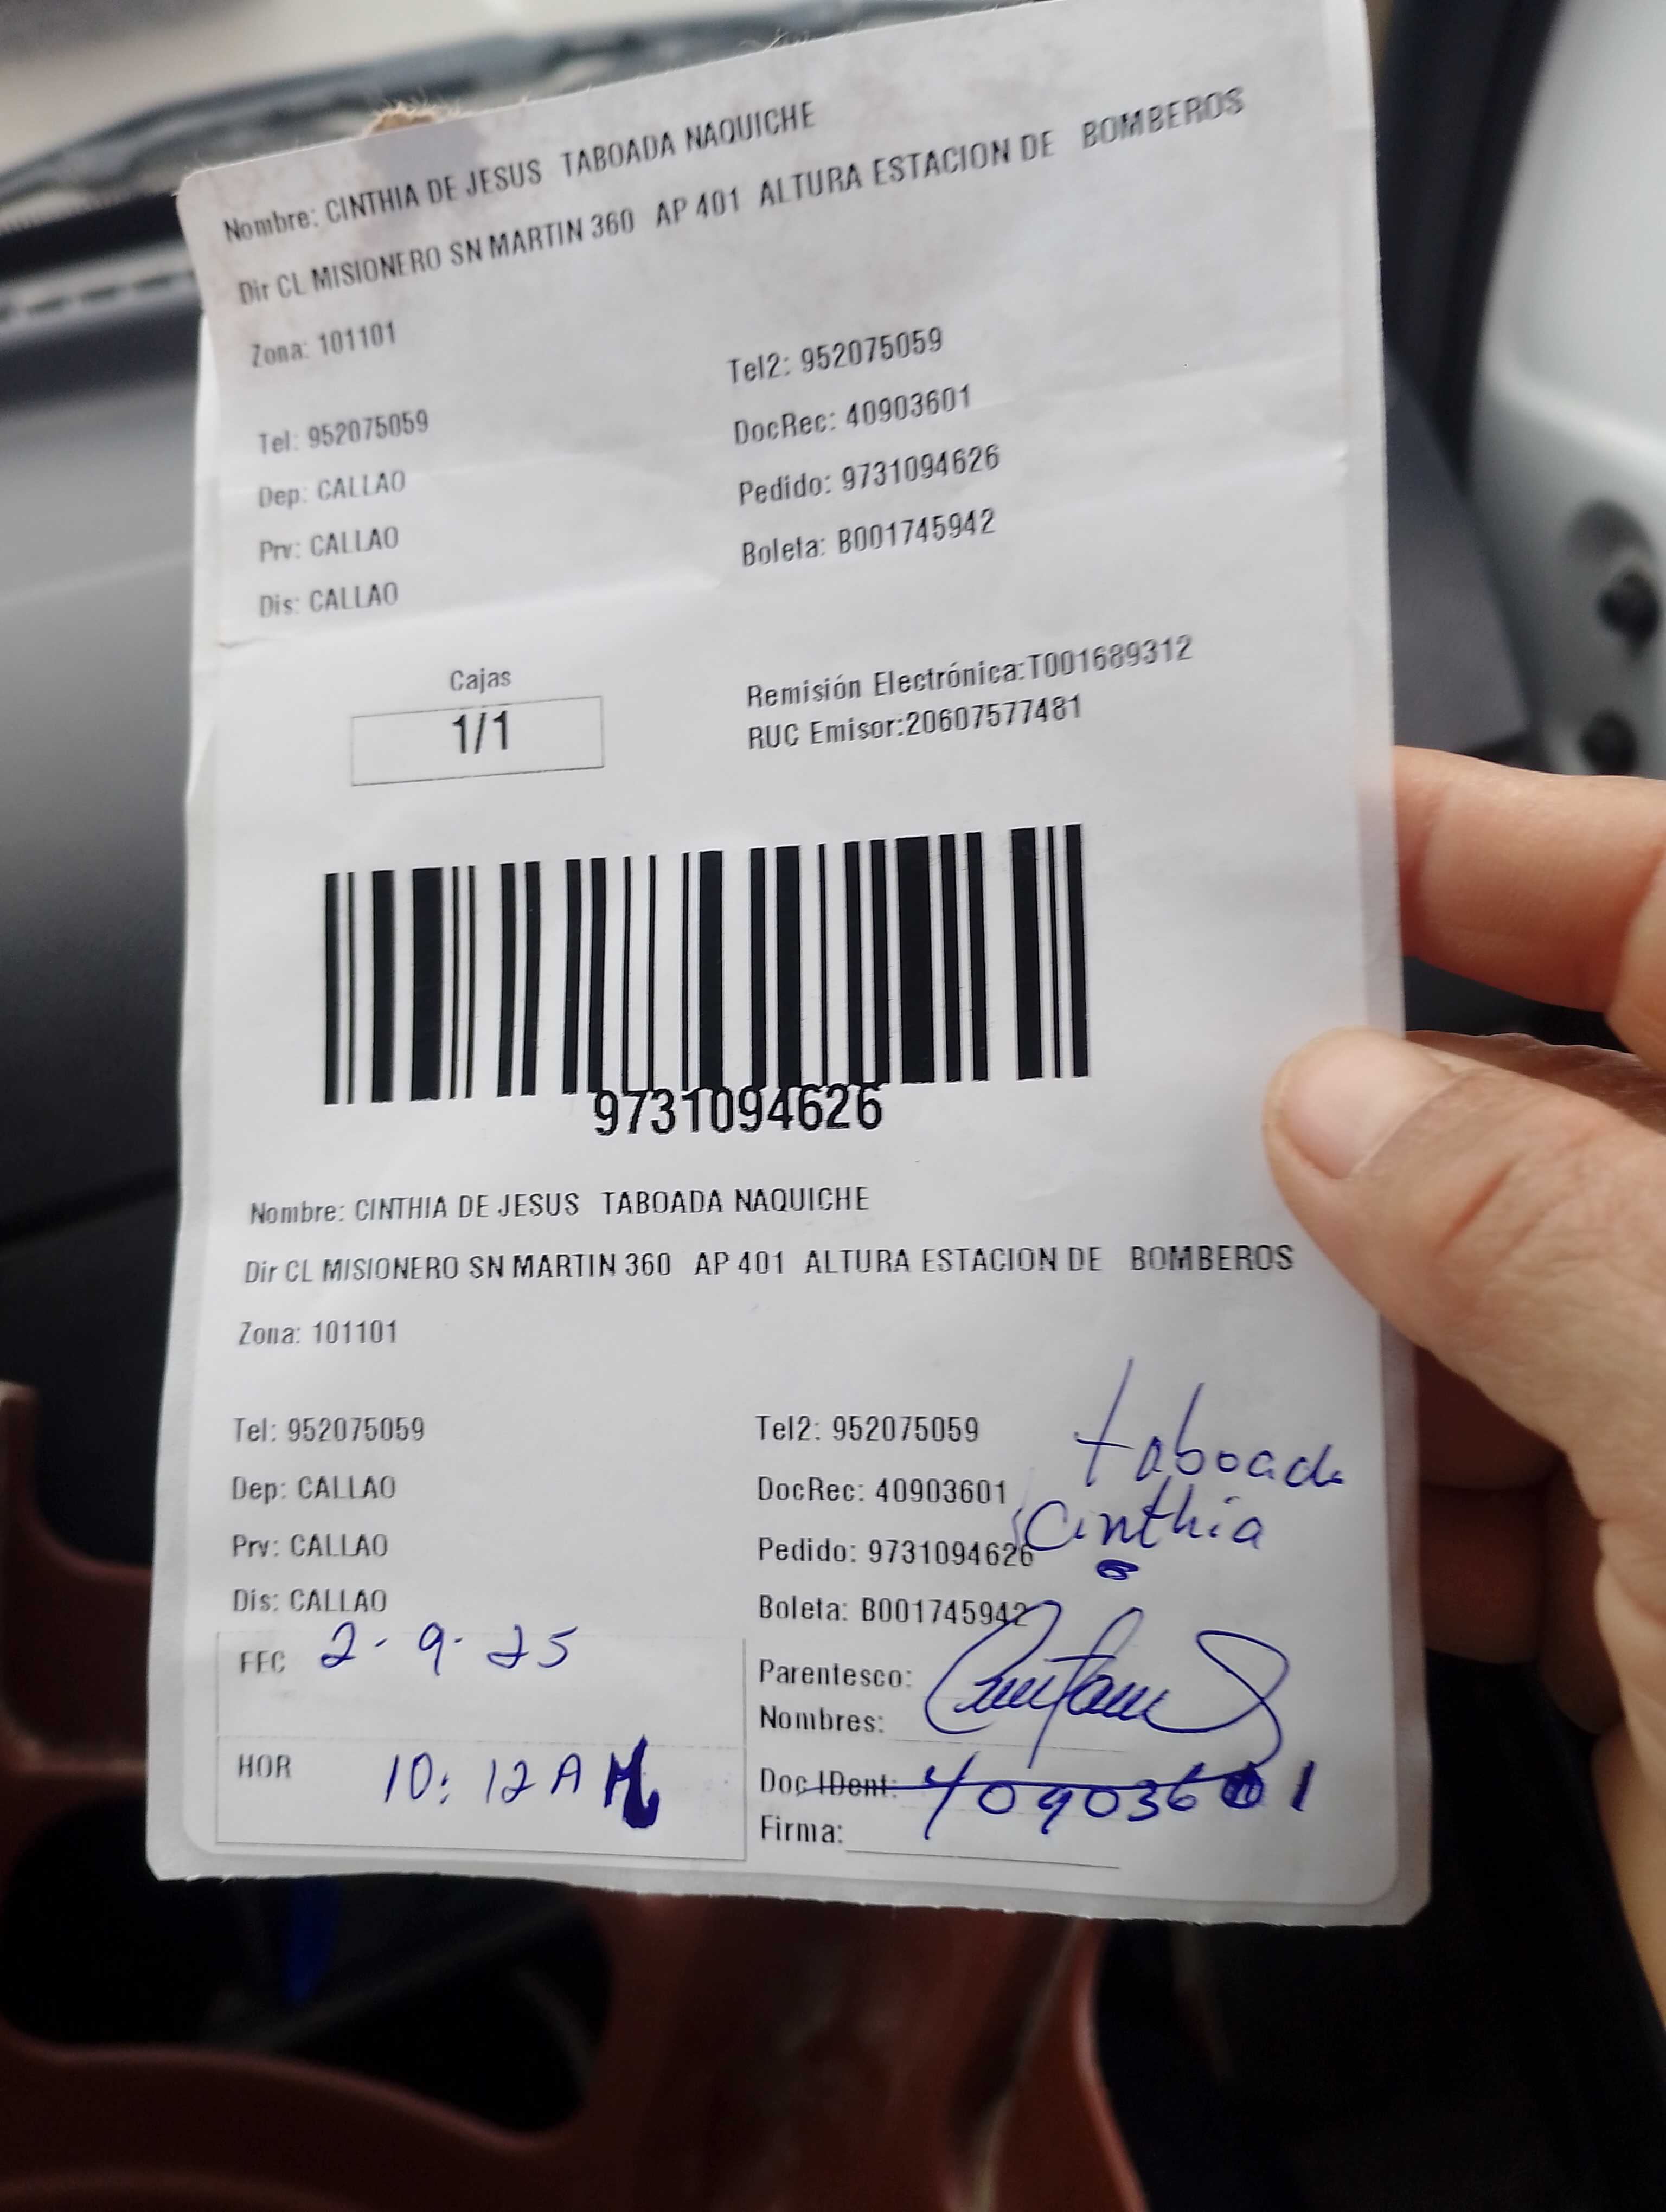 Nombre: CINTHIA DE JESUS TABOADA NAQUICHE
Dir CL MISIONERO SN MARTIN 360 AP 401 ALTURA ESTACION DE BOMBEROS
Zona: 101101
Tel: 952075059 Tel2: 952075059
Dep: CALLAO DocRec: 40903601
Prv: CALLAO Pedido: 9731094626
Dis: CALLAO Boleta: B001745942
Cajas
1/1
Remisión Electrónica:T001689312
RUC Emisor:20607577481
9731094626
Nombre: CINTHIA DE JESUS TABOADA NAQUICHE
Dir CL MISIONERO SN MARTIN 360 AP 401 ALTURA ESTACION DE BOMBEROS
Zona: 101101
Tel: 952075059 Tel2: 952075059
Dep: CALLAO DocRec: 40903601
Prv: CALLAO Pedido: 9731094626
Dis: CALLAO Boleta: B001745942
taboada
Cinthia
FEC 2-9-25
HOR 10:12 AM
Parentesco:
Nombres:
Doc IDent: 40903601
Firma: